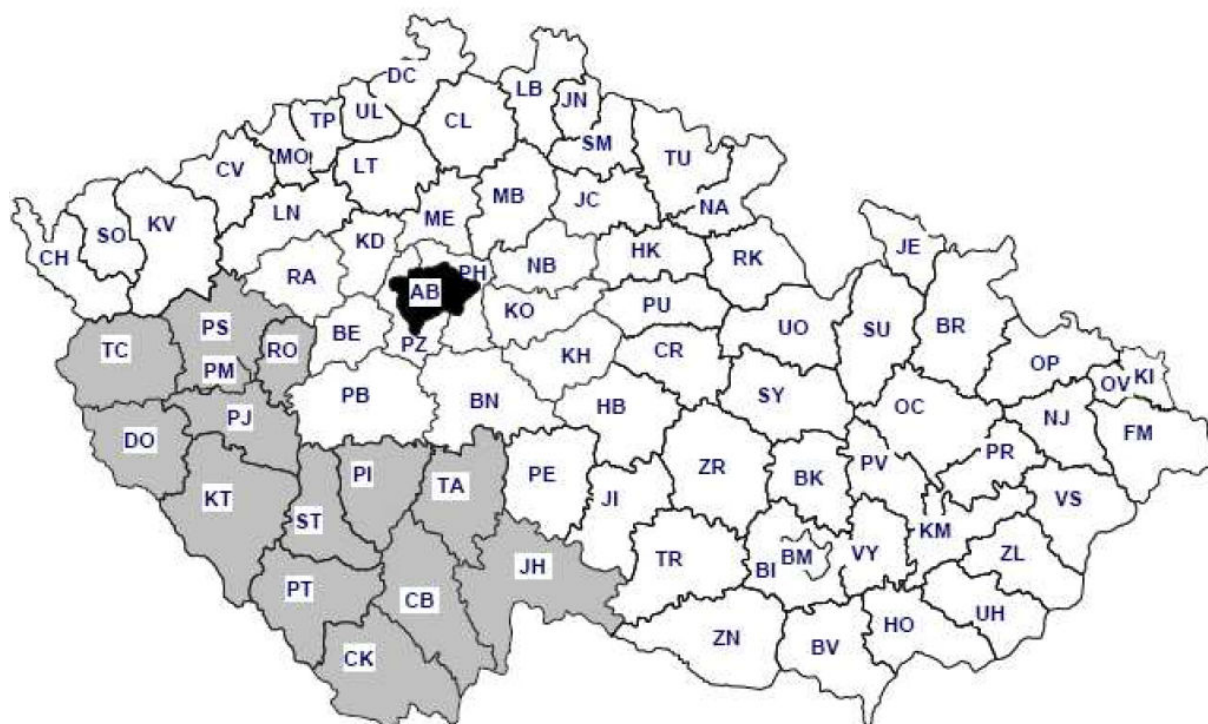 DC
LB
JN
UL
TP
CL
SM
MO
LT
CV
TU
MB
JC
LN
ME
NA
KV
SO
KD
CH
HK
RK
JE
NB
PH
RA
AB
KO
PU
UO
SU
BR
PS
RO
BE
PZ
TC
KH
CR
OP
OV
KI
PM
PB
BN
HB
SY
OC
NJ
FM
PJ
DO
PR
PV
PI
TA
PE
ZR
BK
JI
KT
VS
ST
KM
TR
BI
BM
VY
ZL
JH
PT
CB
UH
HO
ZN
BV
CK